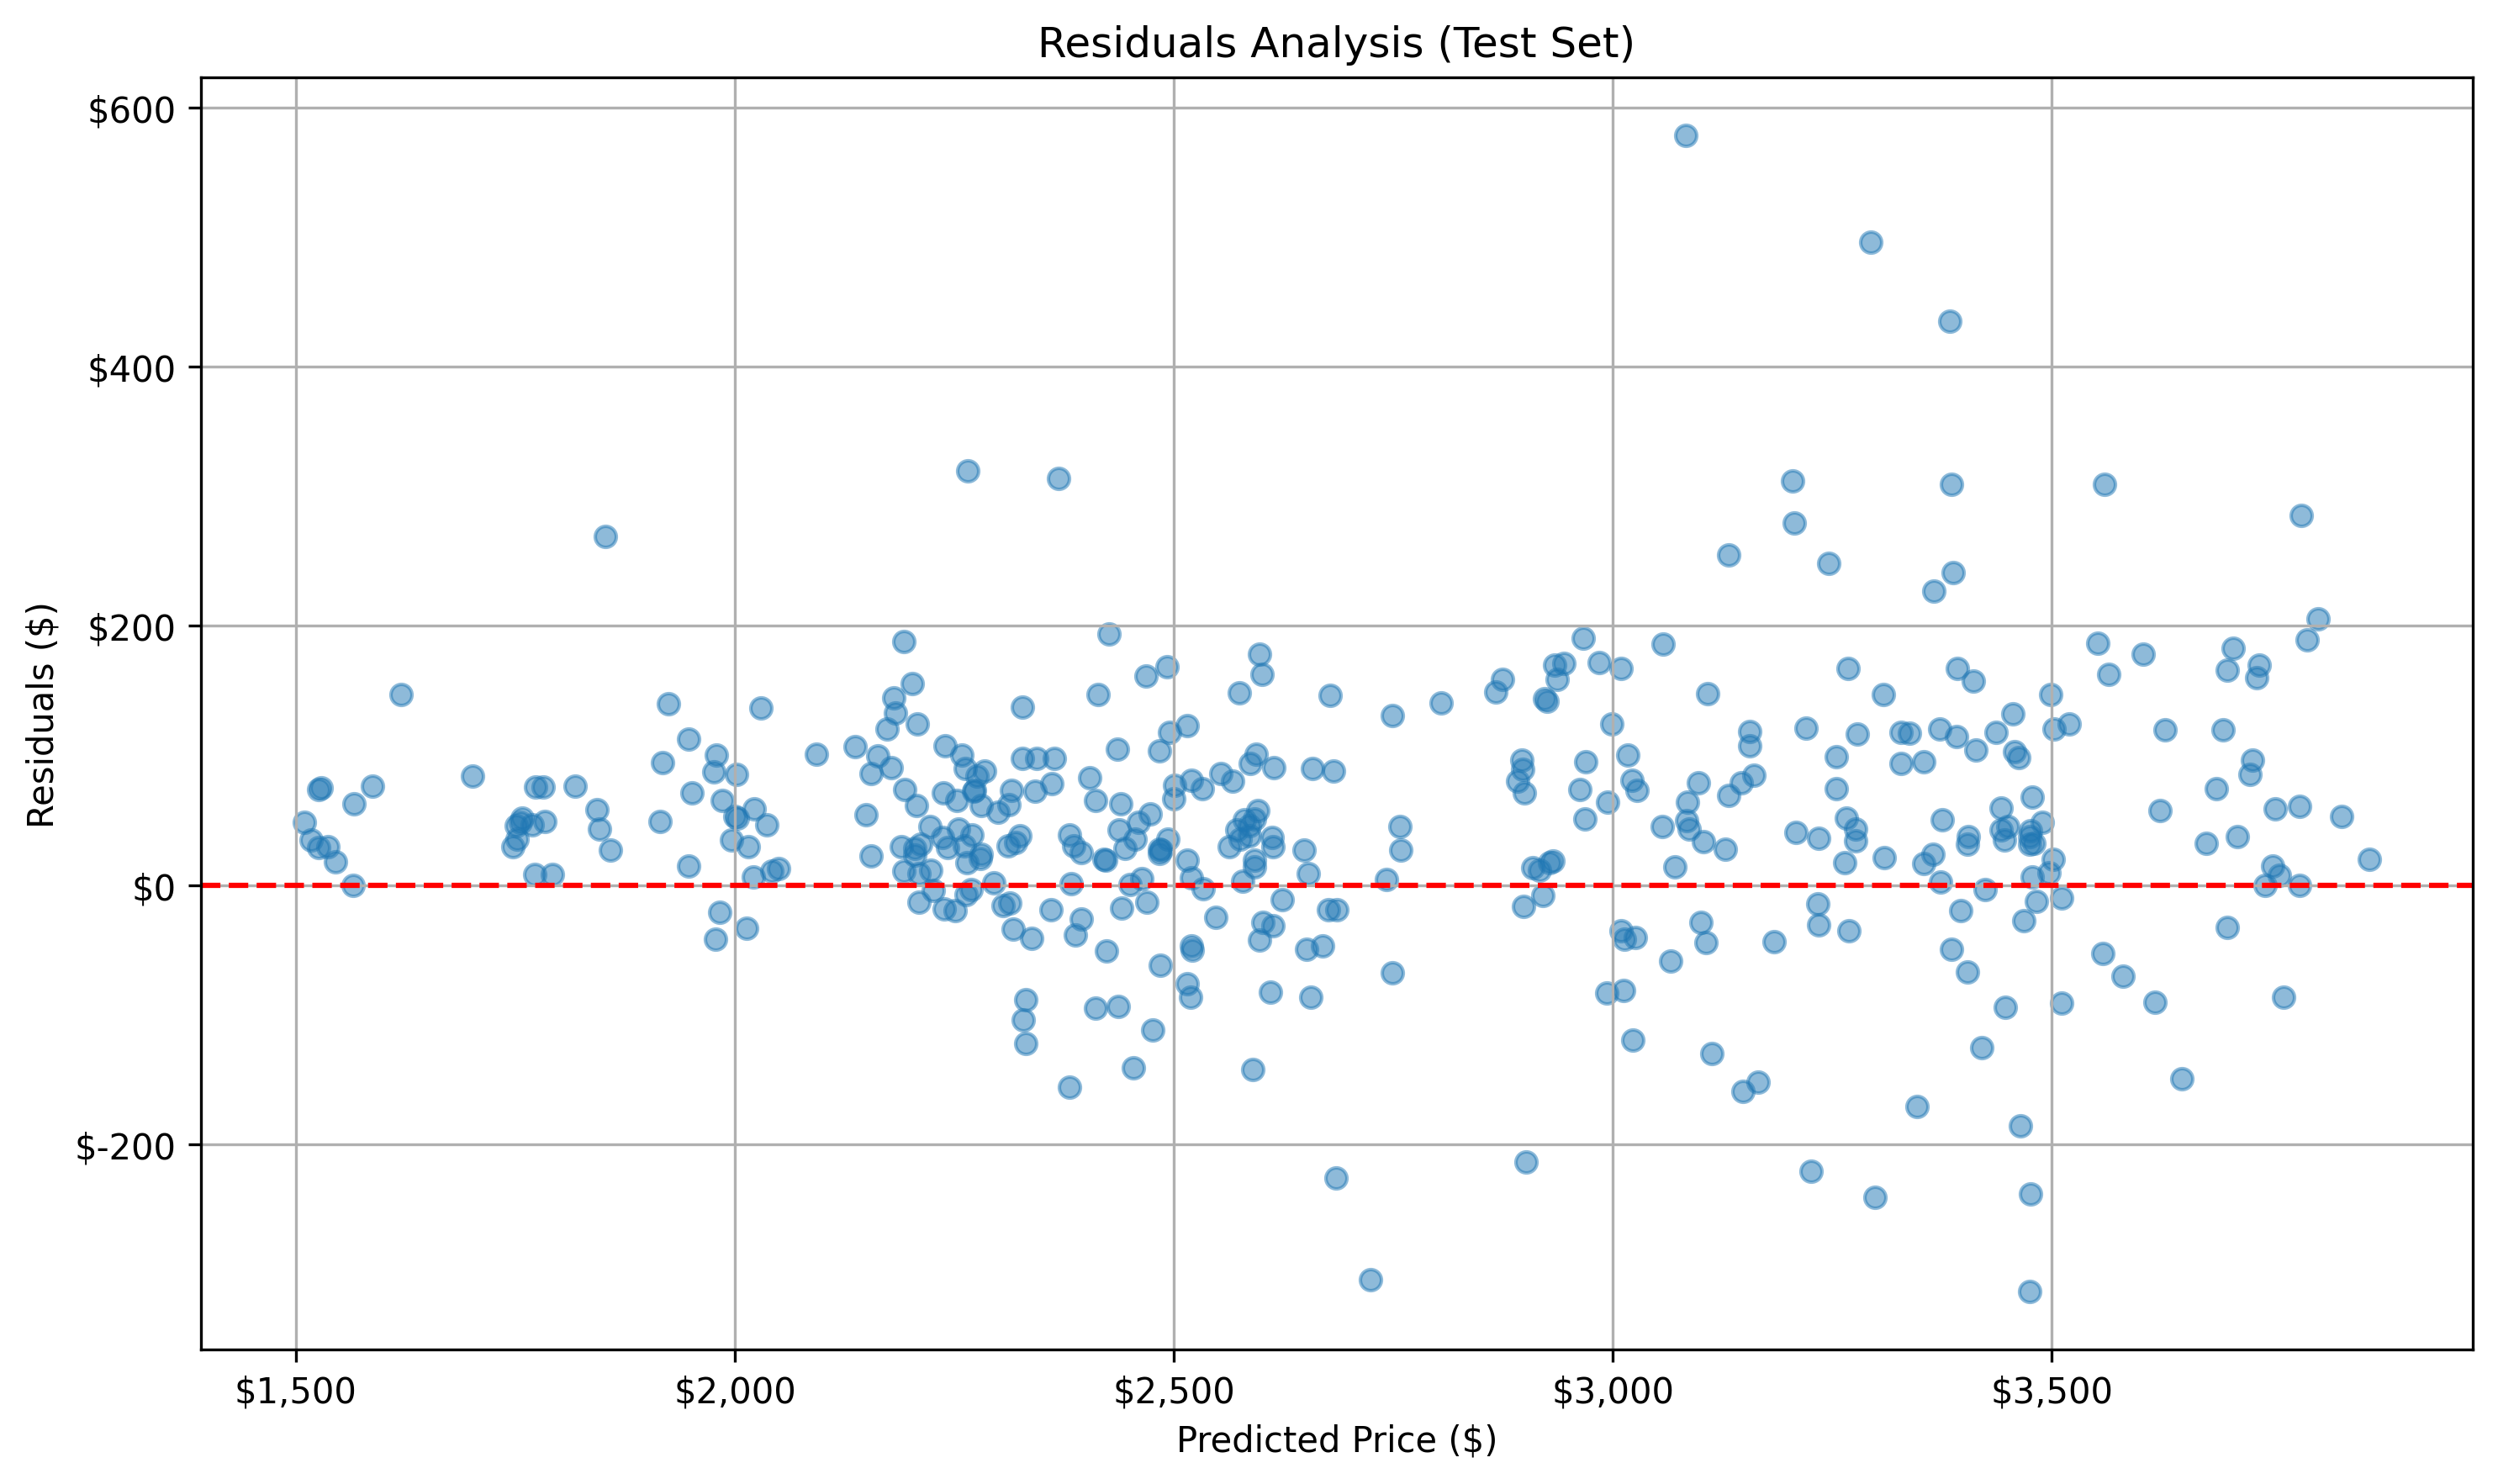 Residuals Analysis (Test Set)
$600
$400
$200
$0
$-200
Residuals ($)
$1,500 $2,000 $2,500 $3,000 $3,500
Predicted Price ($)